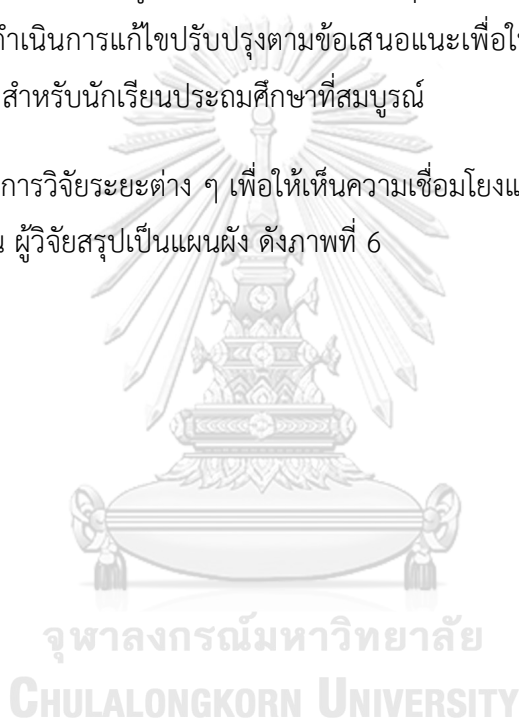 ดำเนินการแก้ไขปรับปรุงตามข้อเสนอแนะเพื่อให
สำหรับนักเรียนประถมศึกษาที่สมบูรณ์
การวิจัยระยะต่าง ๆ เพื่อให้เห็นความเชื่อมโยงแ
ผู้วิจัยสรุปเป็นแผนผัง ดังภาพที่ 6
จุฬาลงกรณ์มหาวิทยาลัย
CHULALONGKORN UNIVERSITY